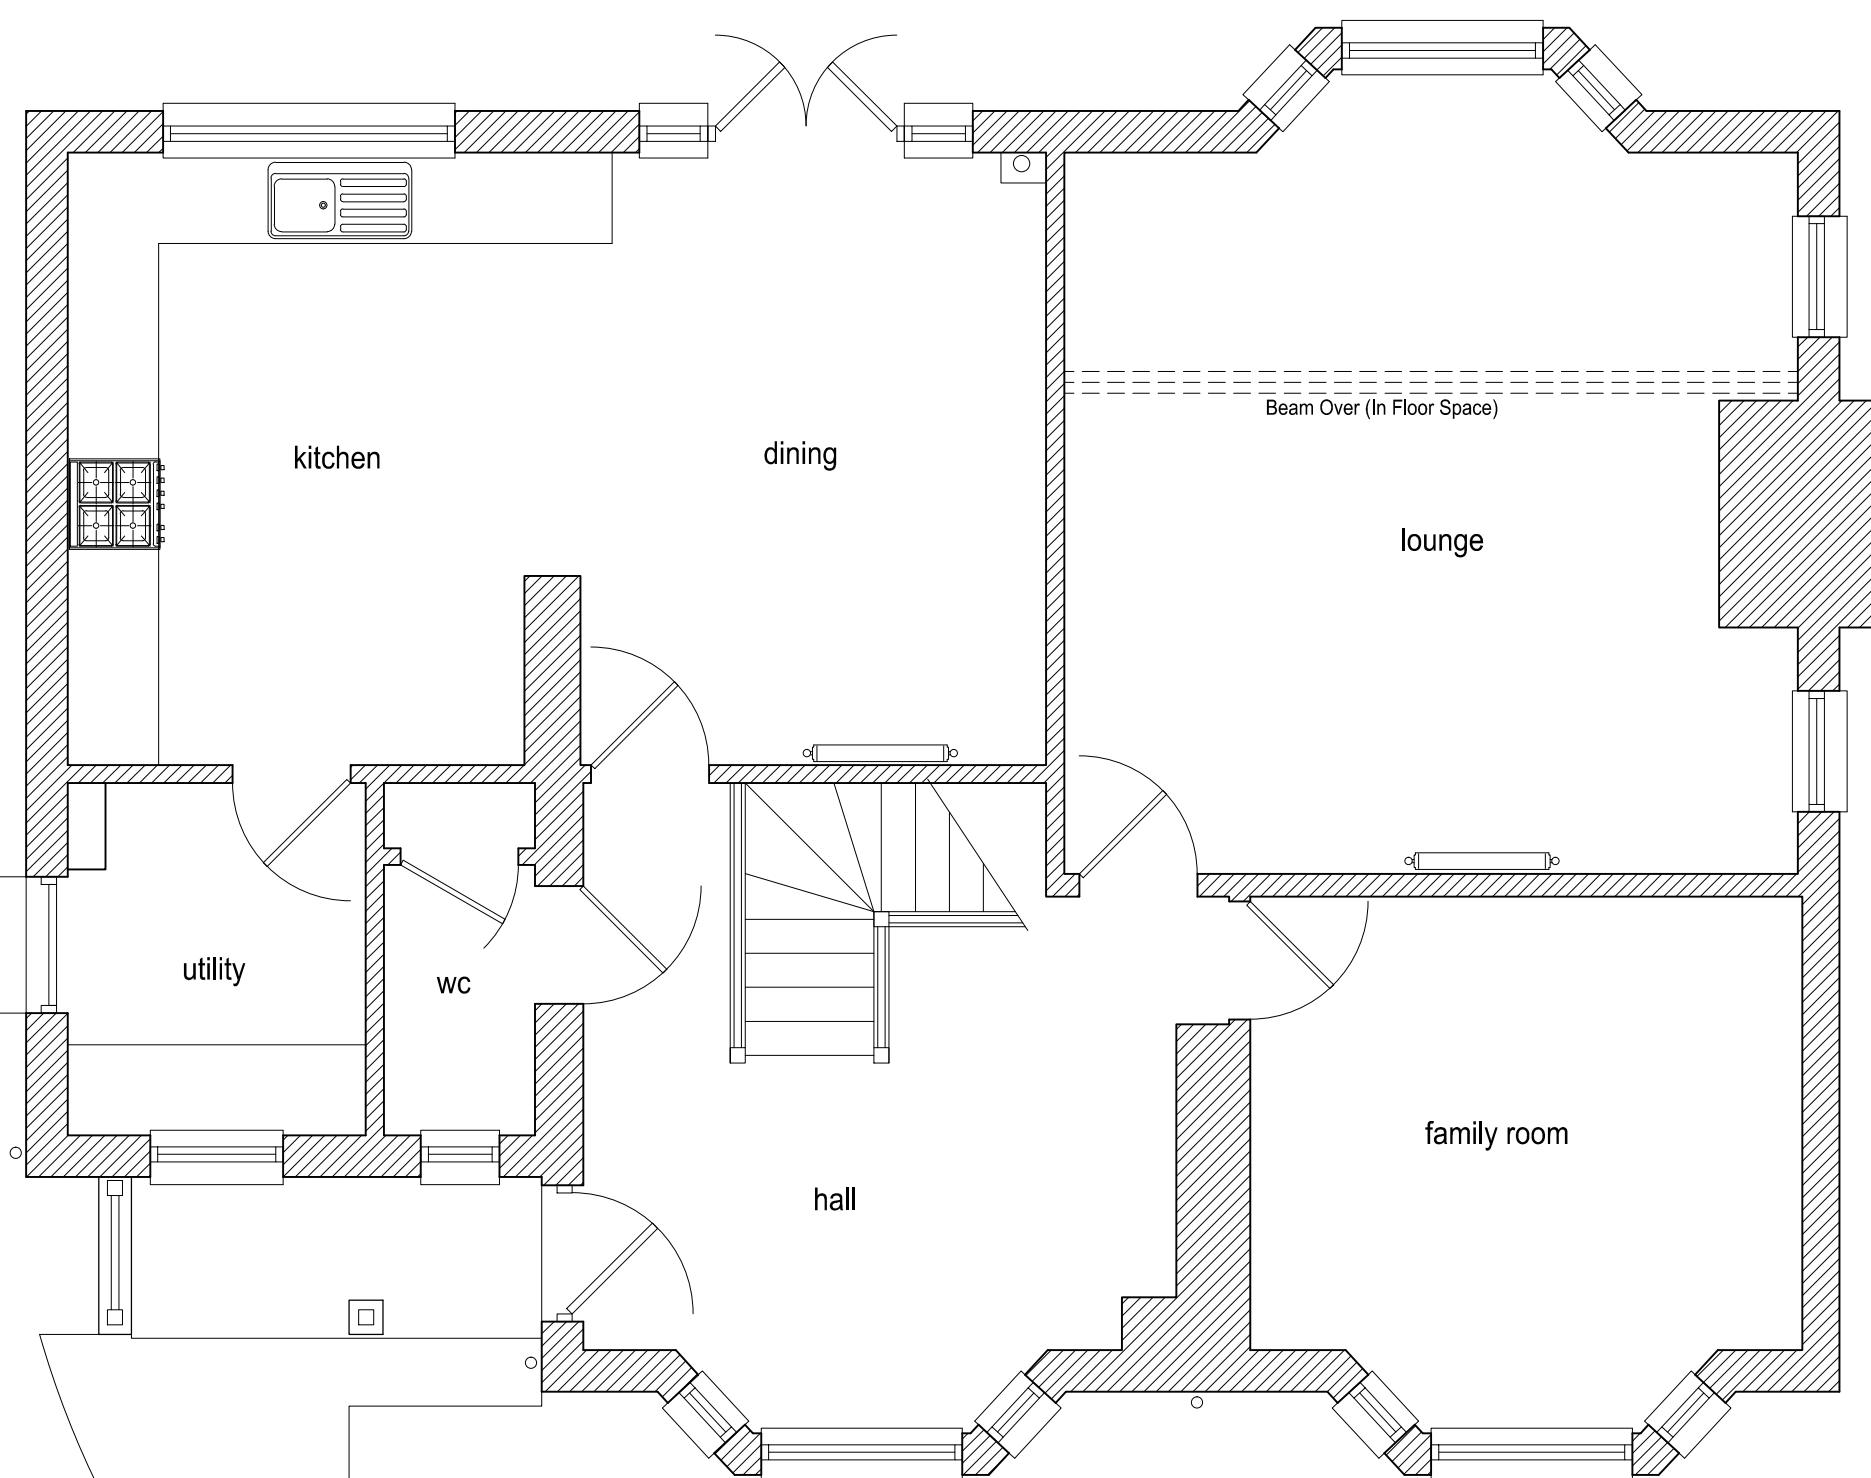 Beam Over (In Floor Space)
kitchen
dining
lounge
utility
wc
family room
hall